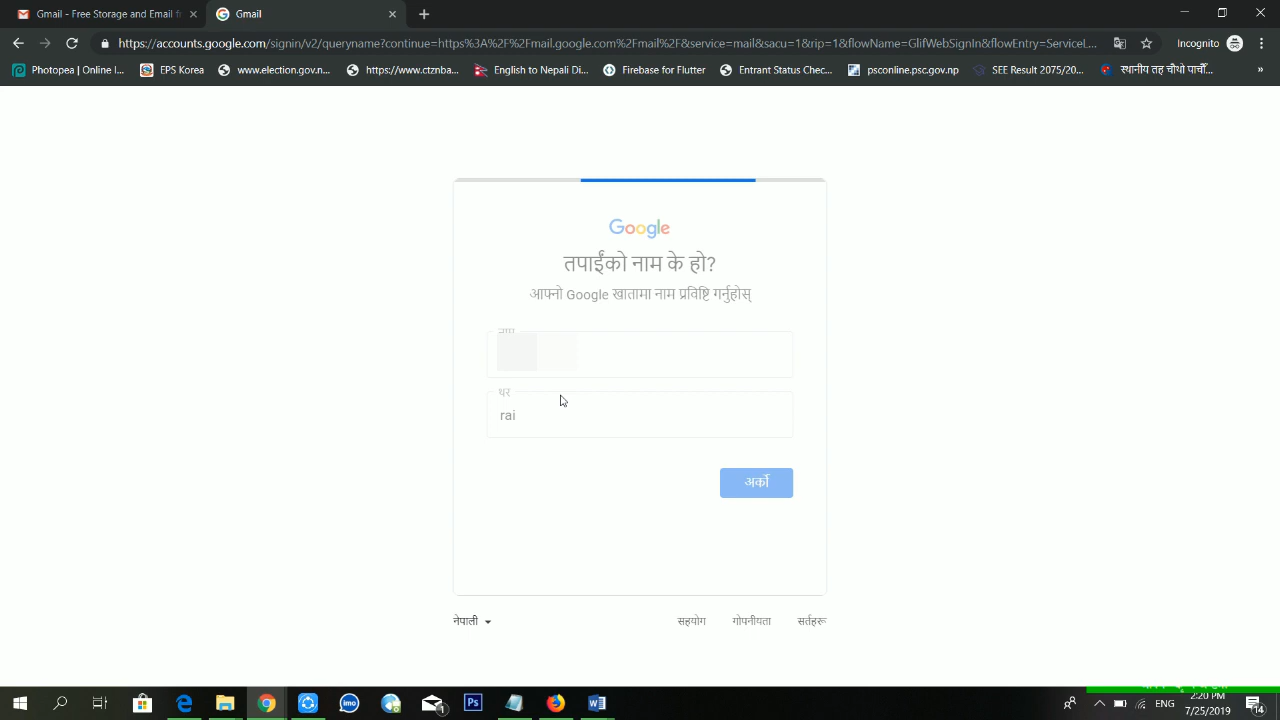 Gmail - Free Storage and Email f
Gmail
https://accounts.google.com/signin/v2/queryname?continue=https%3A%2F%2Fmail.google.com%2Fmail%2F&service=mail&sacu=1&rip=1&flowName=GlifWebSignIn&flowEntry=ServiceL...
Incognito
Photopea | Online I...
EPS Korea
www.election.gov.n...
https://www.ctznba...
English to Nepali Di...
Firebase for Flutter
Entrant Status Chec...
psconline.psc.gov.np
SEE Result 2075/20...
स्थानीय तह चौथो पाचौँ...
»
Google
तपाईंको नाम के हो?
आफ्नो Google खातामा नाम प्रविष्टि गर्नुहोस्
नाम
थर
rai
अर्को
नेपाली
सहयोग
गोपनीयता
सर्तहरू
imo
1
Ps
ENG
2:20 PM
7/25/2019
14